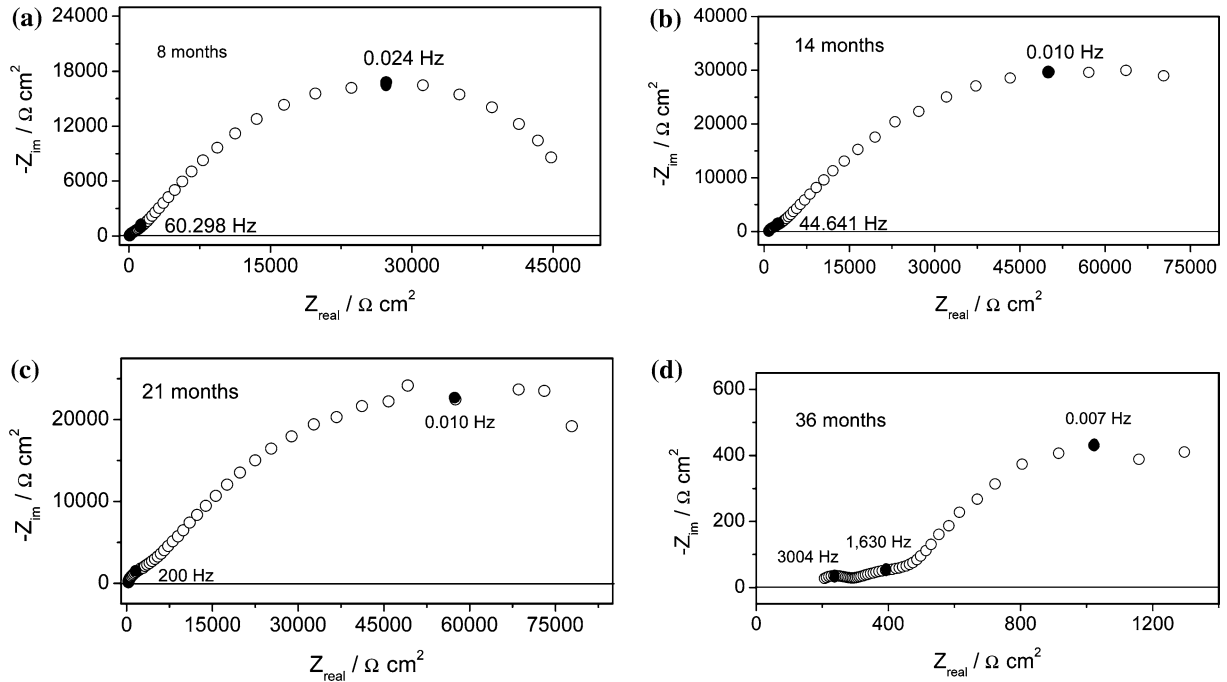 (a)
8 months
0.024 Hz
60.298 Hz
18000
12000
6000
0
-Z_im / Ω cm²
0 15000 30000 45000
Z_real / Ω cm²
(b)
14 months
0.010 Hz
44.641 Hz
40000
30000
20000
10000
0
-Z_im / Ω cm²
0 15000 30000 45000 60000 75000
Z_real / Ω cm²
(c)
21 months
0.010 Hz
200 Hz
20000
10000
0
-Z_im / Ω cm²
0 15000 30000 45000 60000 75000
Z_real / Ω cm²
(d)
36 months
0.007 Hz
1,630 Hz
3004 Hz
600
400
200
0
-Z_im / Ω cm²
0 400 800 1200
Z_real / Ω cm²